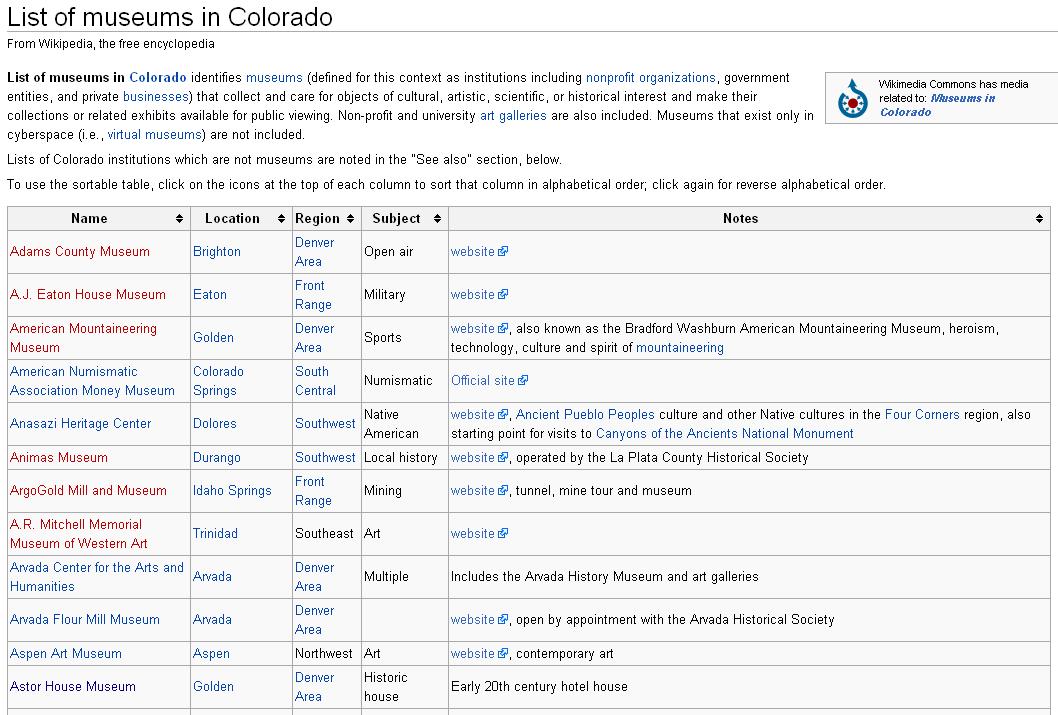 List of museums in Colorado
From Wikipedia, the free encyclopedia
List of museums in Colorado identifies museums (defined for this context as institutions including nonprofit organizations, government
entities, and private businesses) that collect and care for objects of cultural, artistic, scientific, or historical interest and make their
collections or related exhibits available for public viewing. Non-profit and university art galleries are also included. Museums that exist only in
cyberspace (i.e., virtual museums) are not included.
Wikimedia Commons has media
related to: Museums in
Colorado
Lists of Colorado institutions which are not museums are noted in the "See also" section, below.
To use the sortable table, click on the icons at the top of each column to sort that column in alphabetical order; click again for reverse alphabetical order.
Name Location Region Subject Notes
Adams County Museum Brighton Denver Area Open air website
A.J. Eaton House Museum Eaton Front Range Military website
American Mountaineering Museum Golden Denver Area Sports website, also known as the Bradford Washburn American Mountaineering Museum, heroism,
technology, culture and spirit of mountaineering
American Numismatic Association Money Museum Colorado Springs South Central Numismatic Official site
Anasazi Heritage Center Dolores Southwest Native American website, Ancient Pueblo Peoples culture and other Native cultures in the Four Corners region, also
starting point for visits to Canyons of the Ancients National Monument
Animas Museum Durango Southwest Local history website, operated by the La Plata County Historical Society
ArgoGold Mill and Museum Idaho Springs Front Range Mining website, tunnel, mine tour and museum
A.R. Mitchell Memorial Museum of Western Art Trinidad Southeast Art website
Arvada Center for the Arts and Humanities Arvada Denver Area Multiple Includes the Arvada History Museum and art galleries
Arvada Flour Mill Museum Arvada Denver Area website, open by appointment with the Arvada Historical Society
Aspen Art Museum Aspen Northwest Art website, contemporary art
Astor House Museum Golden Denver Area Historic house Early 20th century hotel house